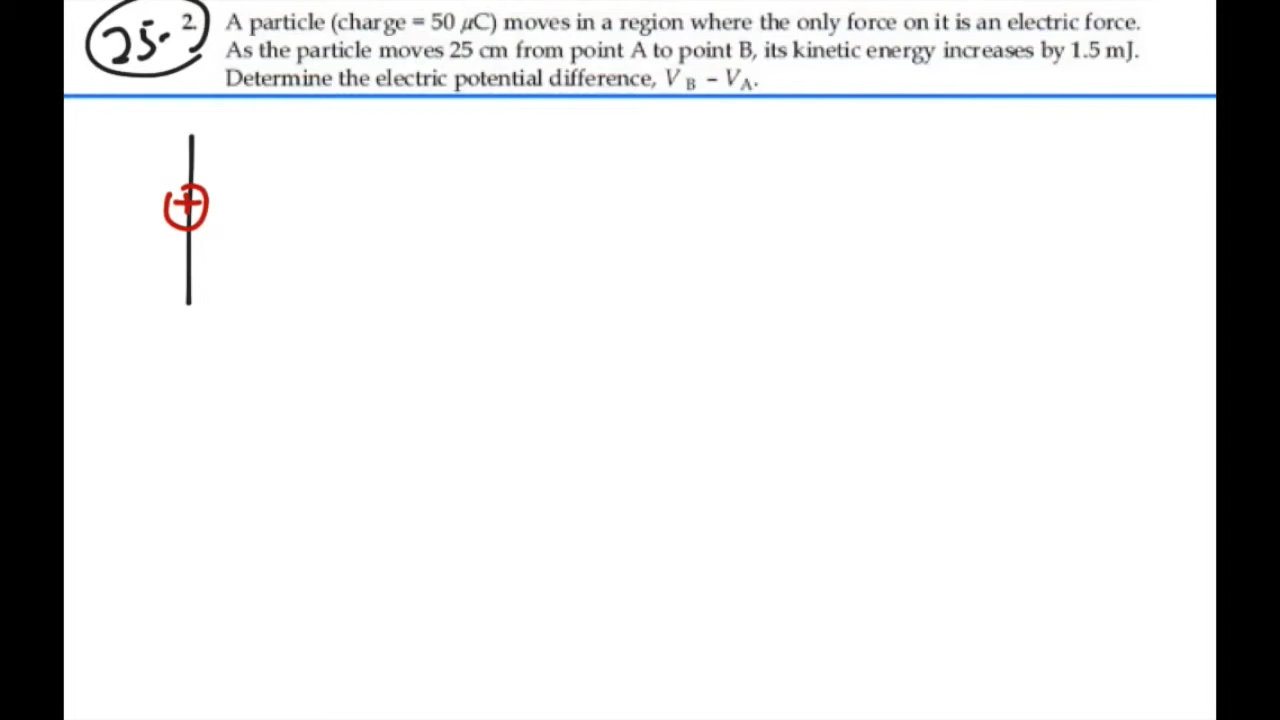 25. 2. A particle (charge = 50 μC) moves in a region where the only force on it is an electric force.
As the particle moves 25 cm from point A to point B, its kinetic energy increases by 1.5 mJ.
Determine the electric potential difference, V B – V A.
+